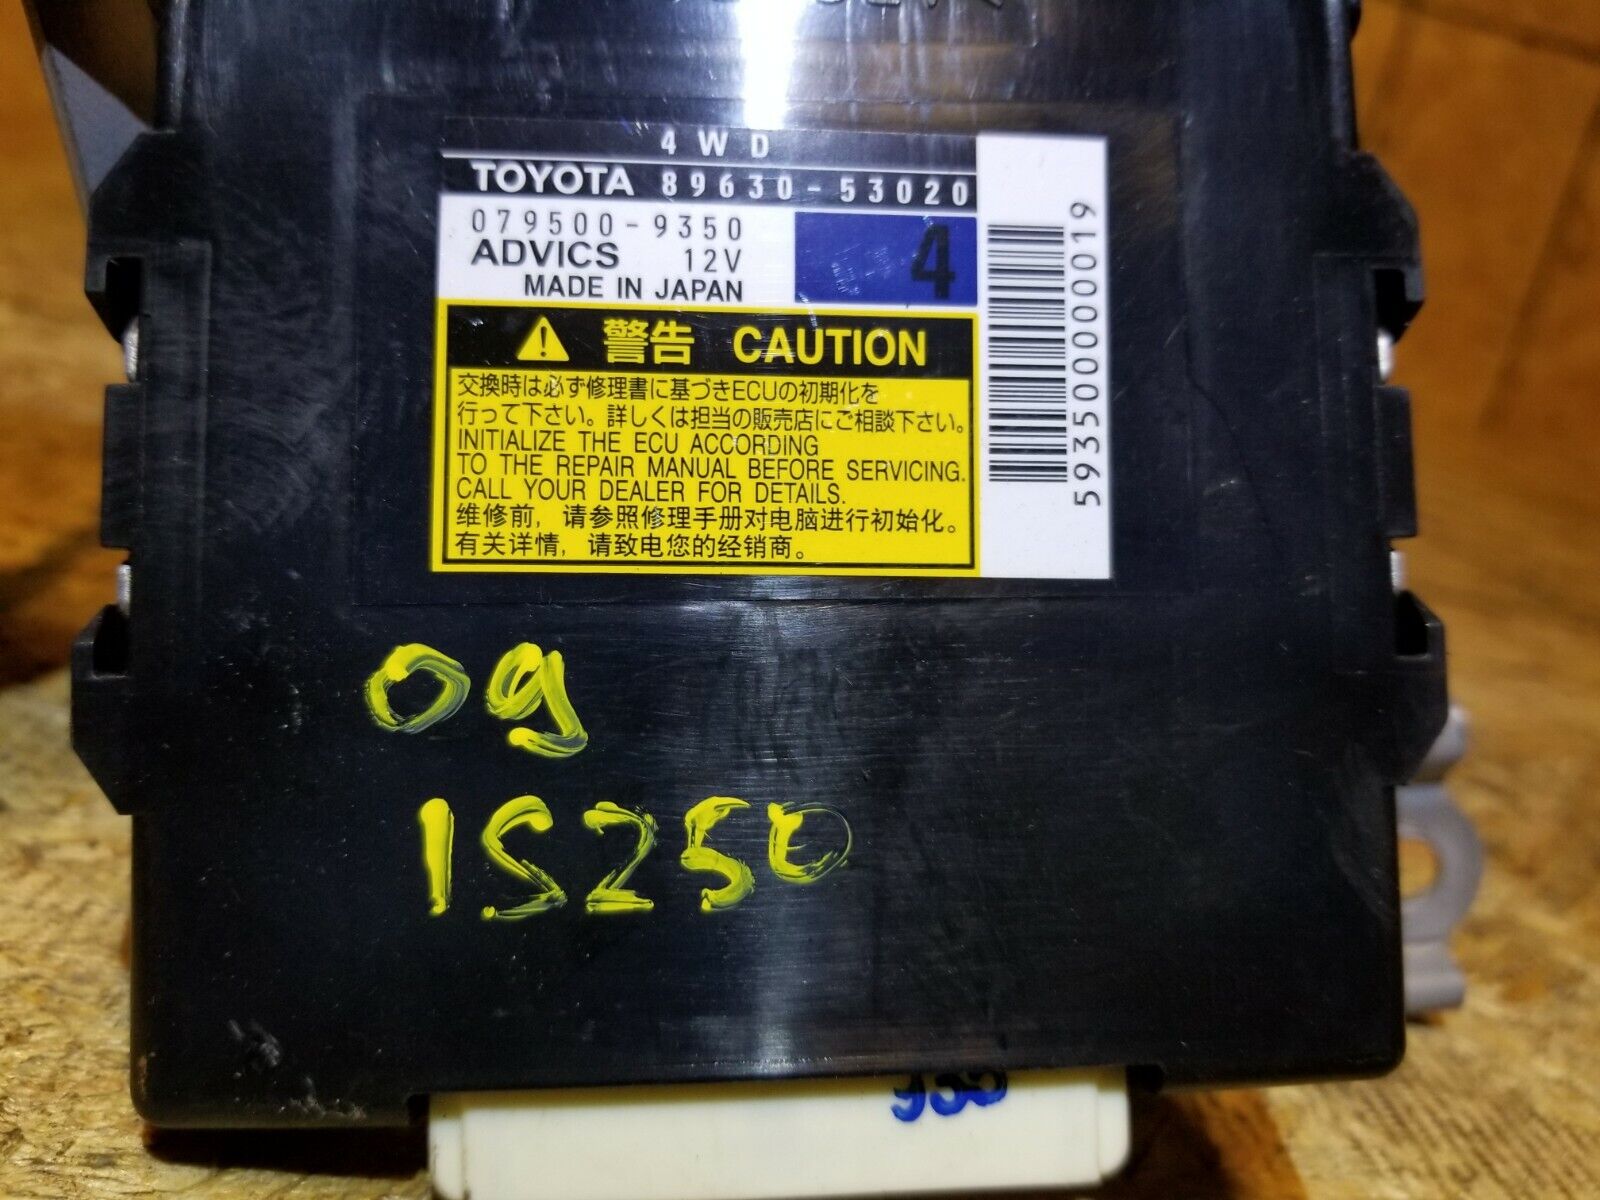 4WD
TOYOTA 89630-53020
079500-9350
ADVICS 12V
MADE IN JAPAN
4
5935000000019
警告 CAUTION
交換時は必ず修理書に基づきECUの初期化を
行って下さい。詳しくは担当の販売店にご相談下さい。
INITIALIZE THE ECU ACCORDING
TO THE REPAIR MANUAL BEFORE SERVICING.
CALL YOUR DEALER FOR DETAILS.
维修前，请参照修理手册对电脑进行初始化。
有关详情，请致电您的经销商。
09
IS250